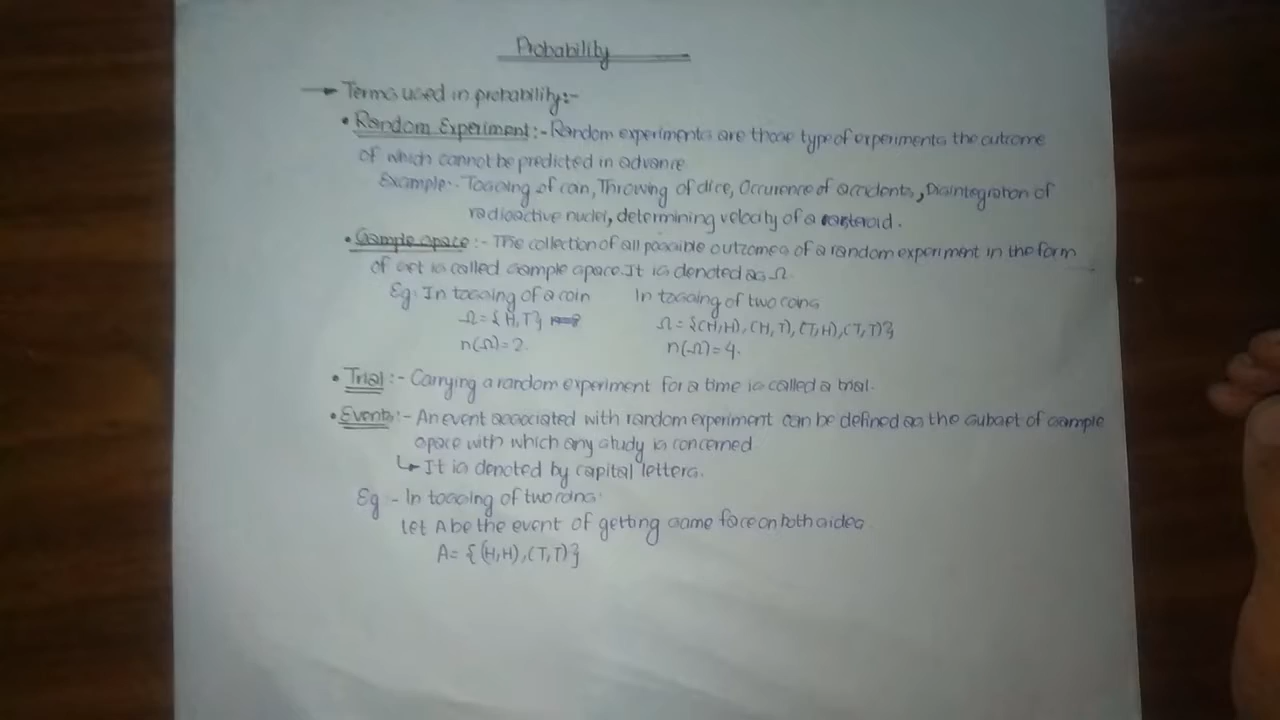 Probability
→ Terms used in probability:-
• Random Experiment:- Random experiments are those type of experiments the outcome
of which cannot be predicted in advance
Example:- Tossing of coin, Throwing of dice, Occurence of accidents, Disintegration of
radioactive nuclei, determining velocity of a asteroid.
• Sample space:- The collection of all possible outcomes of a random experiment in the form
of set is called sample space. It is denoted as Ω.
Eg: In tossing of a coin In tossing of two coins
Ω = {H, T} Ω = {(H,H), (H,T), (T,H), (T,T)}
n(Ω) = 2. n(Ω) = 4.
• Trial:- Carrying a random experiment for a time is called a trial.
• Events:- An event associated with random experiment can be defined as the subset of sample
space with which any study is concerned
↳ It is denoted by capital letters.
Eg :- In tossing of two coins.
Let A be the event of getting same face on both sides
A = {(H,H), (T,T)}